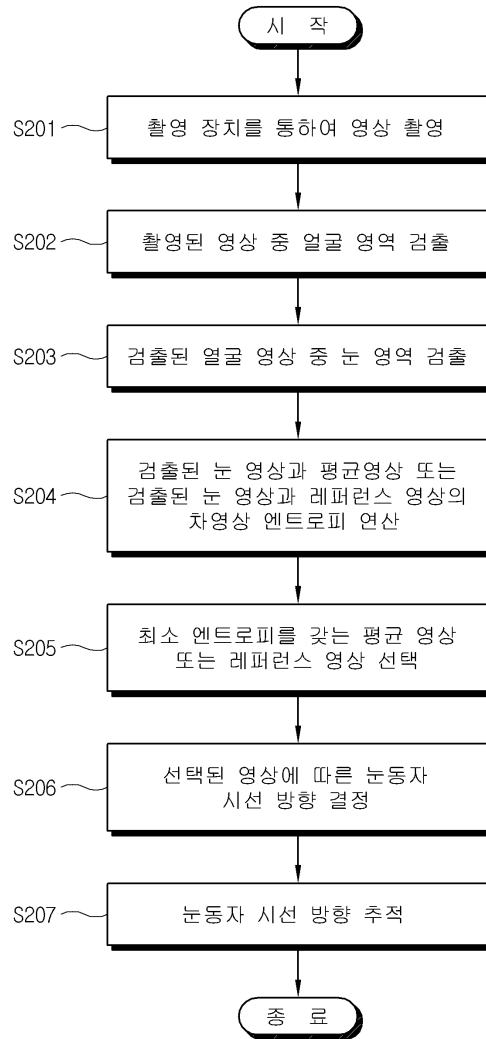 시 작
S201
촬영 장치를 통하여 영상 촬영
S202
촬영된 영상 중 얼굴 영역 검출
S203
검출된 열굴 영상 중 눈 영역 검출
S204
검출된 눈 영상과 평균영상 또는
검출된 눈 영상과 레퍼런스 영상의
차영상 엔트로피 연산
S205
최소 엔트로피를 갖는 평균 영상
또는 레퍼런스 영상 선택
S206
선택된 영상에 따른 눈동자
시선 방향 결정
S207
눈동자 시선 방향 추적
종 료